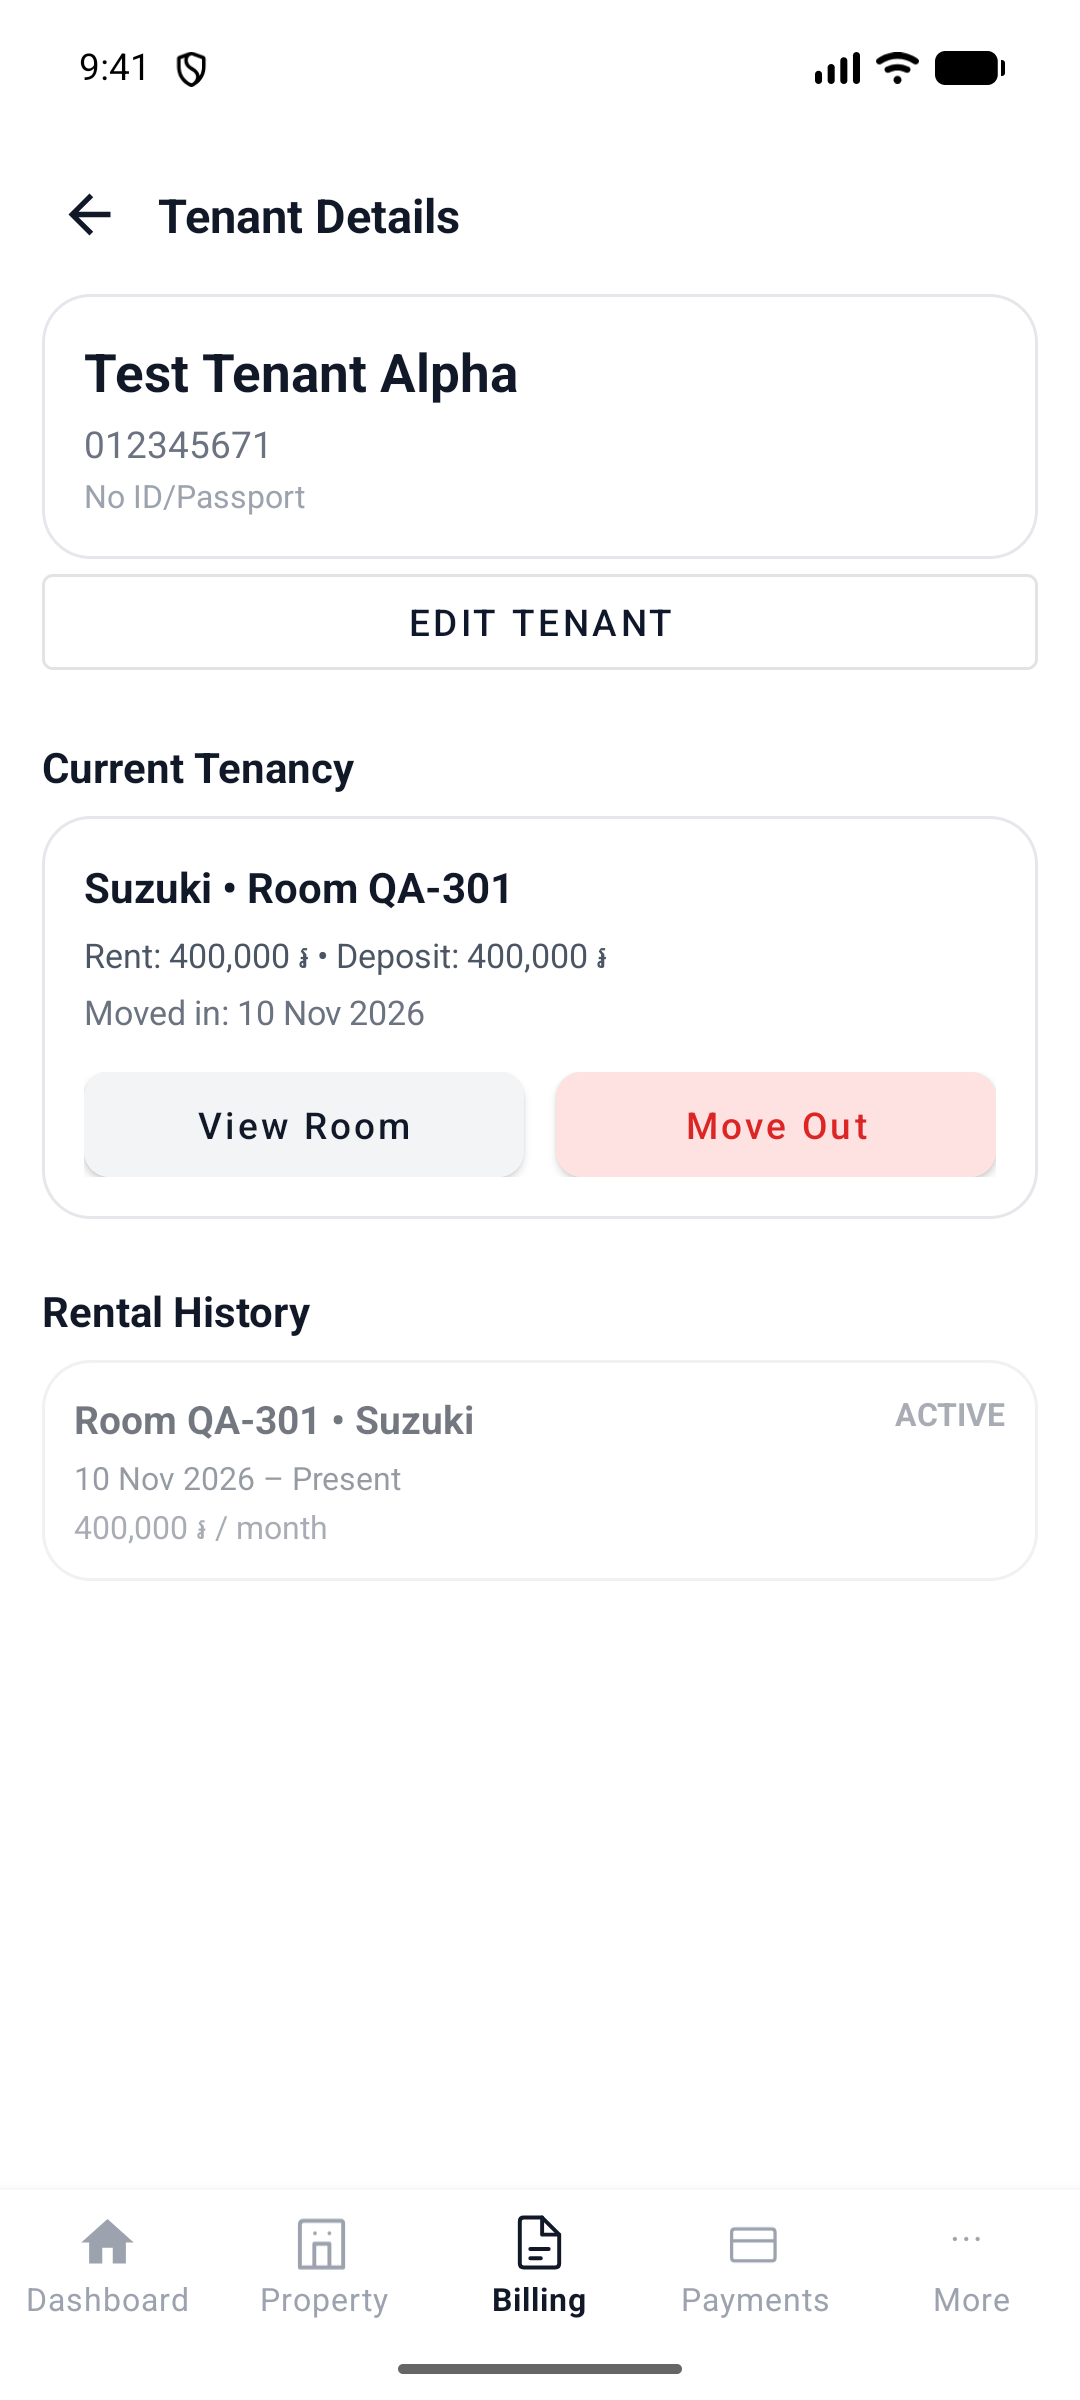 9:41
Tenant Details
Test Tenant Alpha
012345671
No ID/Passport
EDIT TENANT
Current Tenancy
Suzuki • Room QA-301
Rent: 400,000 ៛ • Deposit: 400,000 ៛
Moved in: 10 Nov 2026
View Room
Move Out
Rental History
Room QA-301 • Suzuki
ACTIVE
10 Nov 2026 – Present
400,000 ៛ / month
Dashboard
Property
Billing
Payments
More